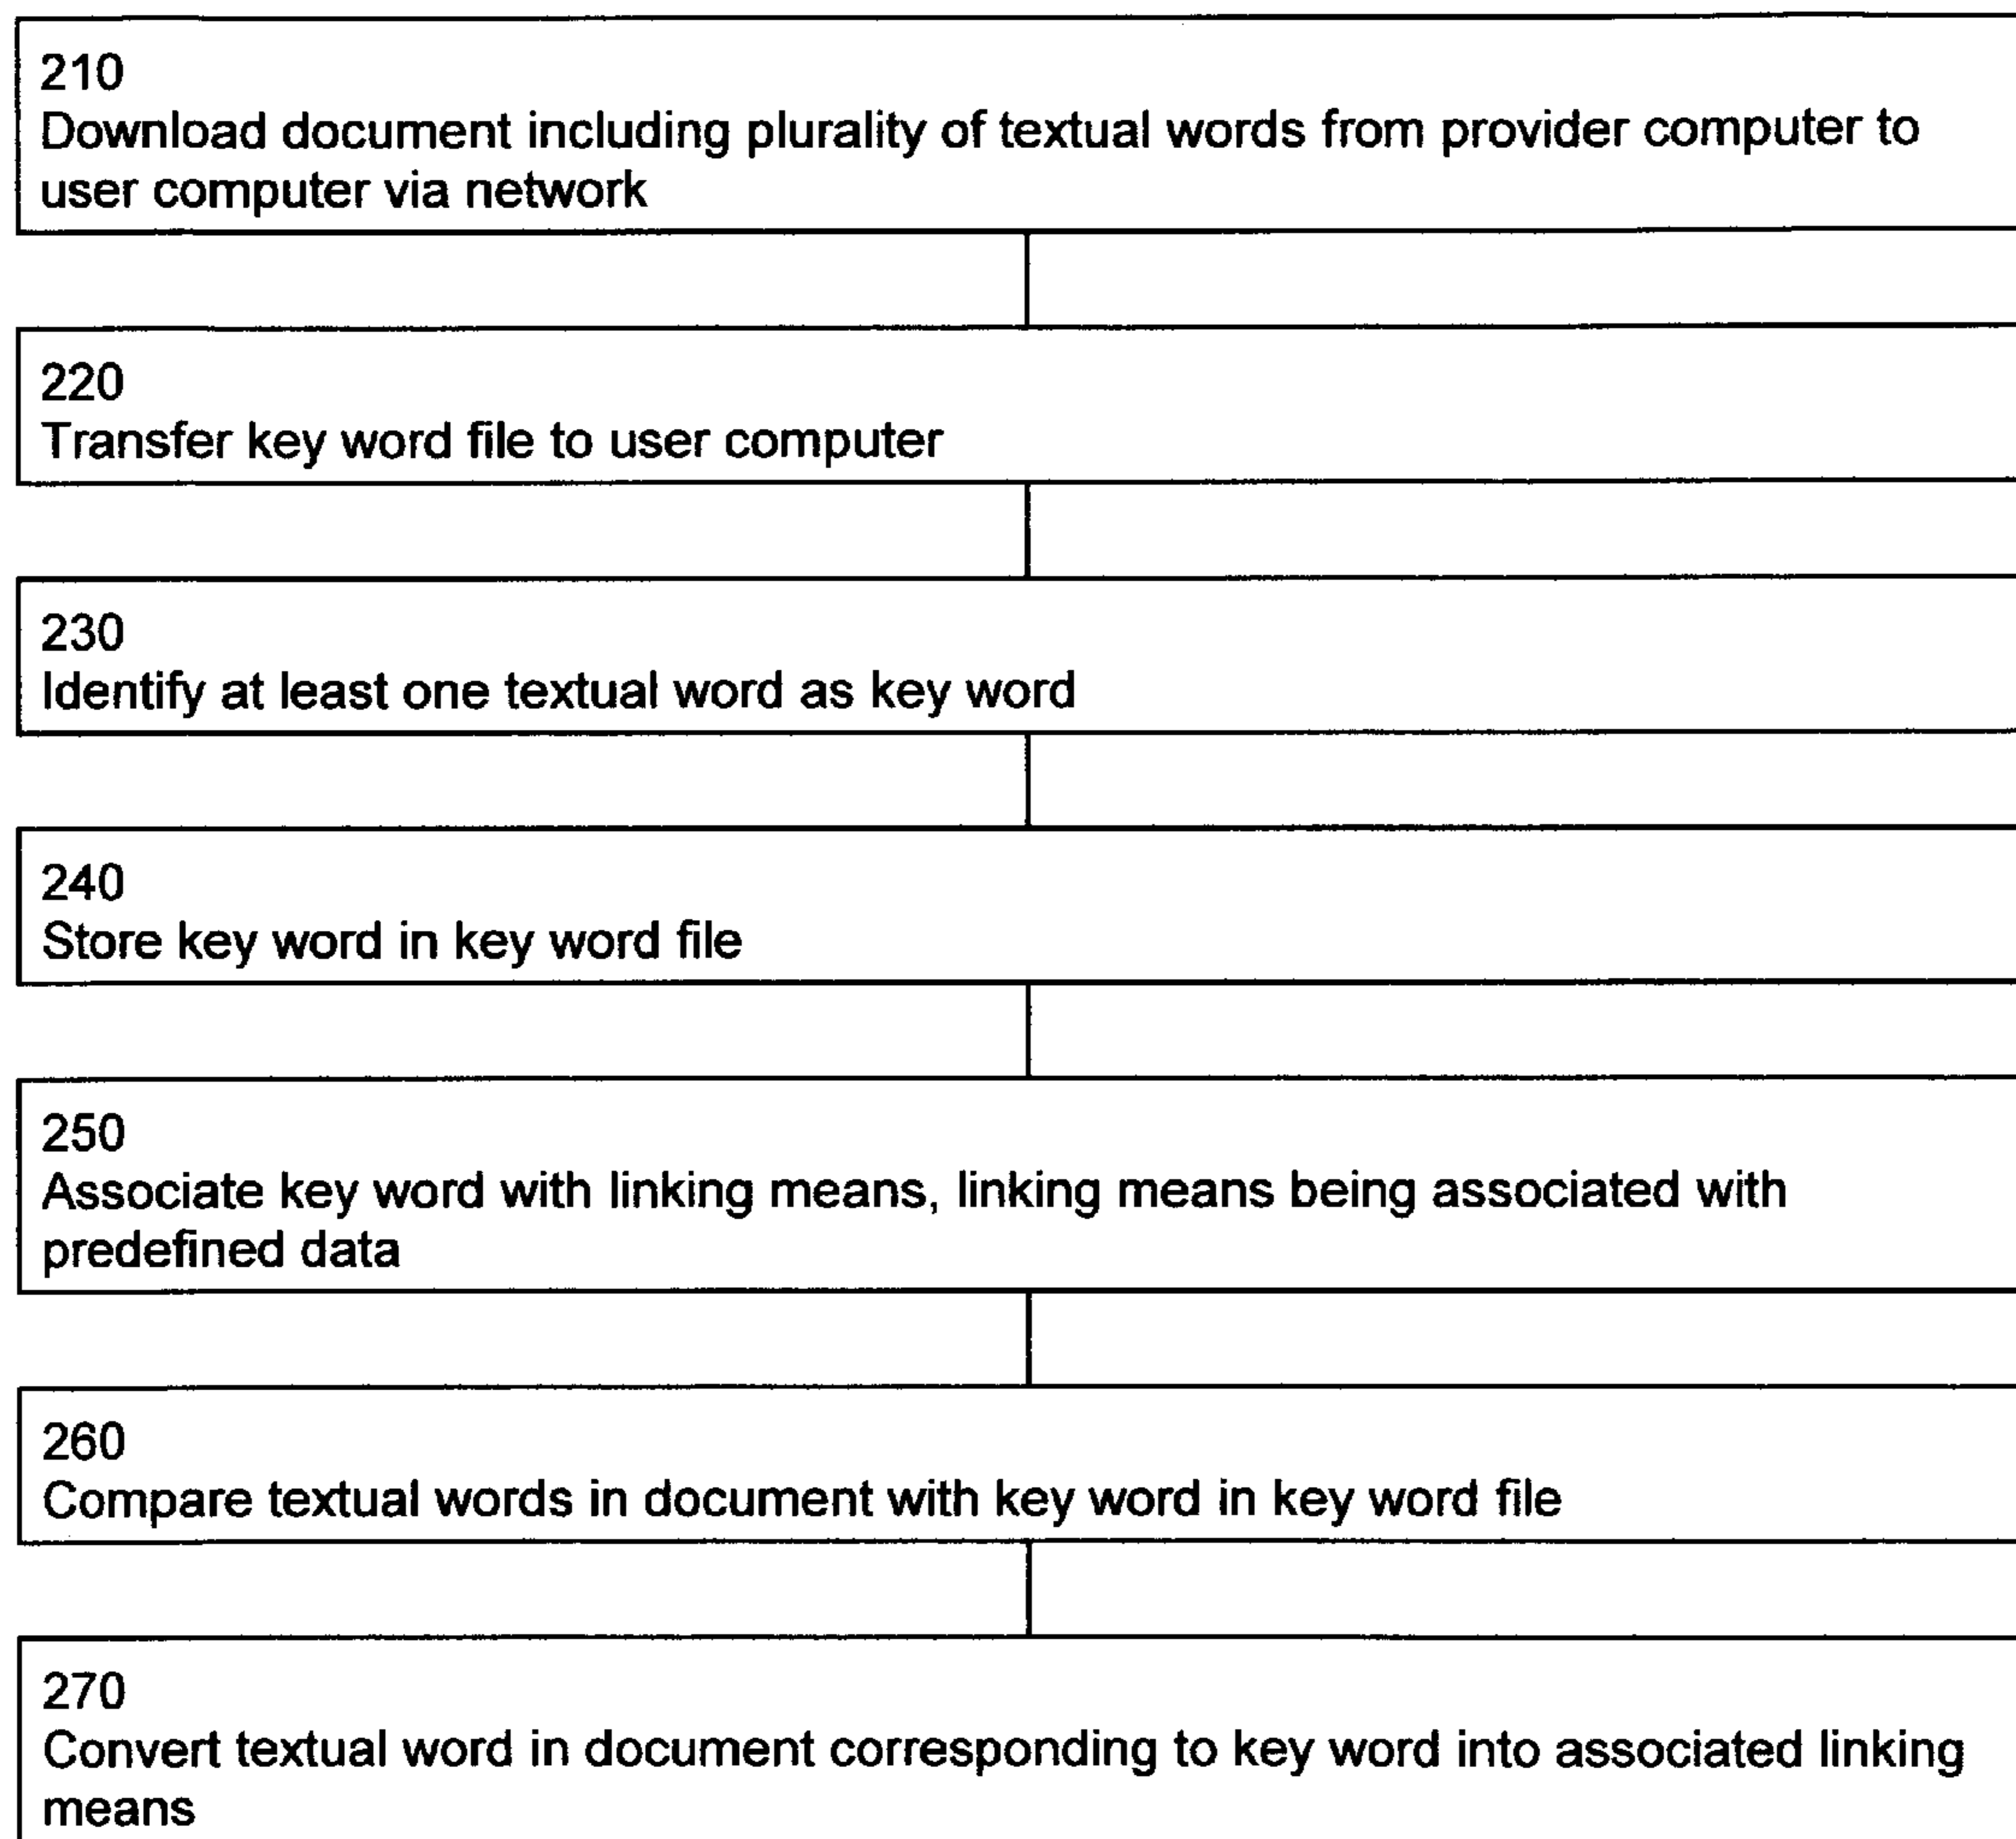 210
Download document including plurality of textual words from provider computer to
user computer via network
220
Transfer key word file to user computer
230
Identify at least one textual word as key word
240
Store key word in key word file
250
Associate key word with linking means, linking means being associated with
predefined data
260
Compare textual words in document with key word in key word file
270
Convert textual word in document corresponding to key word into associated linking
means